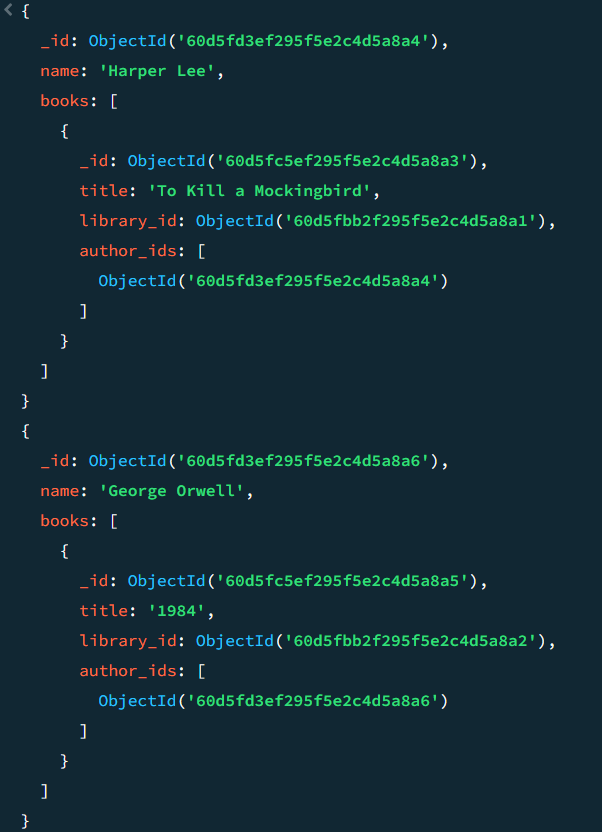 {
_id: ObjectId('60d5fd3ef295f5e2c4d5a8a4'),
name: 'Harper Lee',
books: [
{
_id: ObjectId('60d5fc5ef295f5e2c4d5a8a3'),
title: 'To Kill a Mockingbird',
library_id: ObjectId('60d5fbb2f295f5e2c4d5a8a1'),
author_ids: [
ObjectId('60d5fd3ef295f5e2c4d5a8a4')
]
}
]
}
{
_id: ObjectId('60d5fd3ef295f5e2c4d5a8a6'),
name: 'George Orwell',
books: [
{
_id: ObjectId('60d5fc5ef295f5e2c4d5a8a5'),
title: '1984',
library_id: ObjectId('60d5fbb2f295f5e2c4d5a8a2'),
author_ids: [
ObjectId('60d5fd3ef295f5e2c4d5a8a6')
]
}
]
}